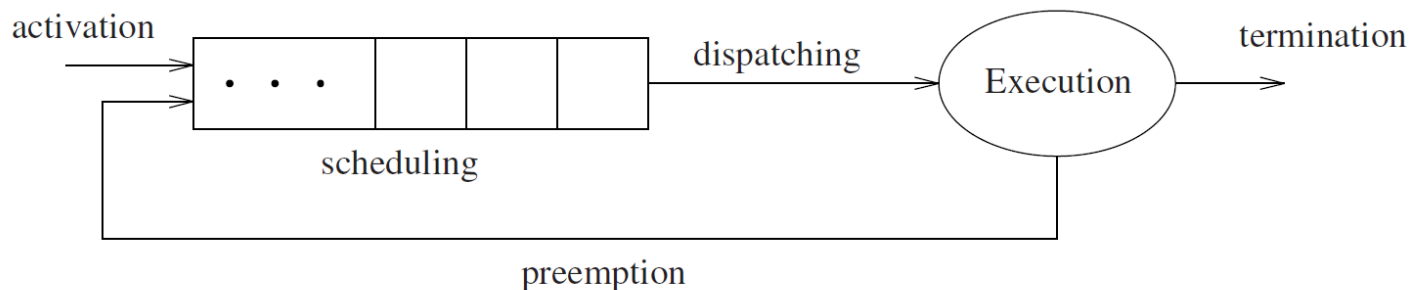 activation
dispatching
termination
Execution
scheduling
preemption